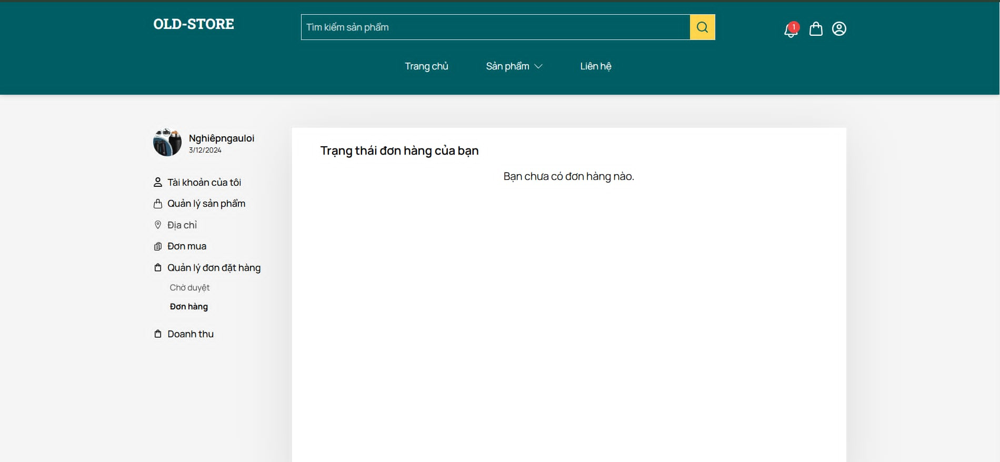 OLD-STORE
Tìm kiếm sản phẩm
1
Trang chủ
Sản phẩm
Liên hệ
Nghiêpngauloi
3/12/2024
Tài khoản của tôi
Quản lý sản phẩm
Địa chỉ
Đơn mua
Quản lý đơn đặt hàng
Chờ duyệt
Đơn hàng
Doanh thu
Trạng thái đơn hàng của bạn
Bạn chưa có đơn hàng nào.